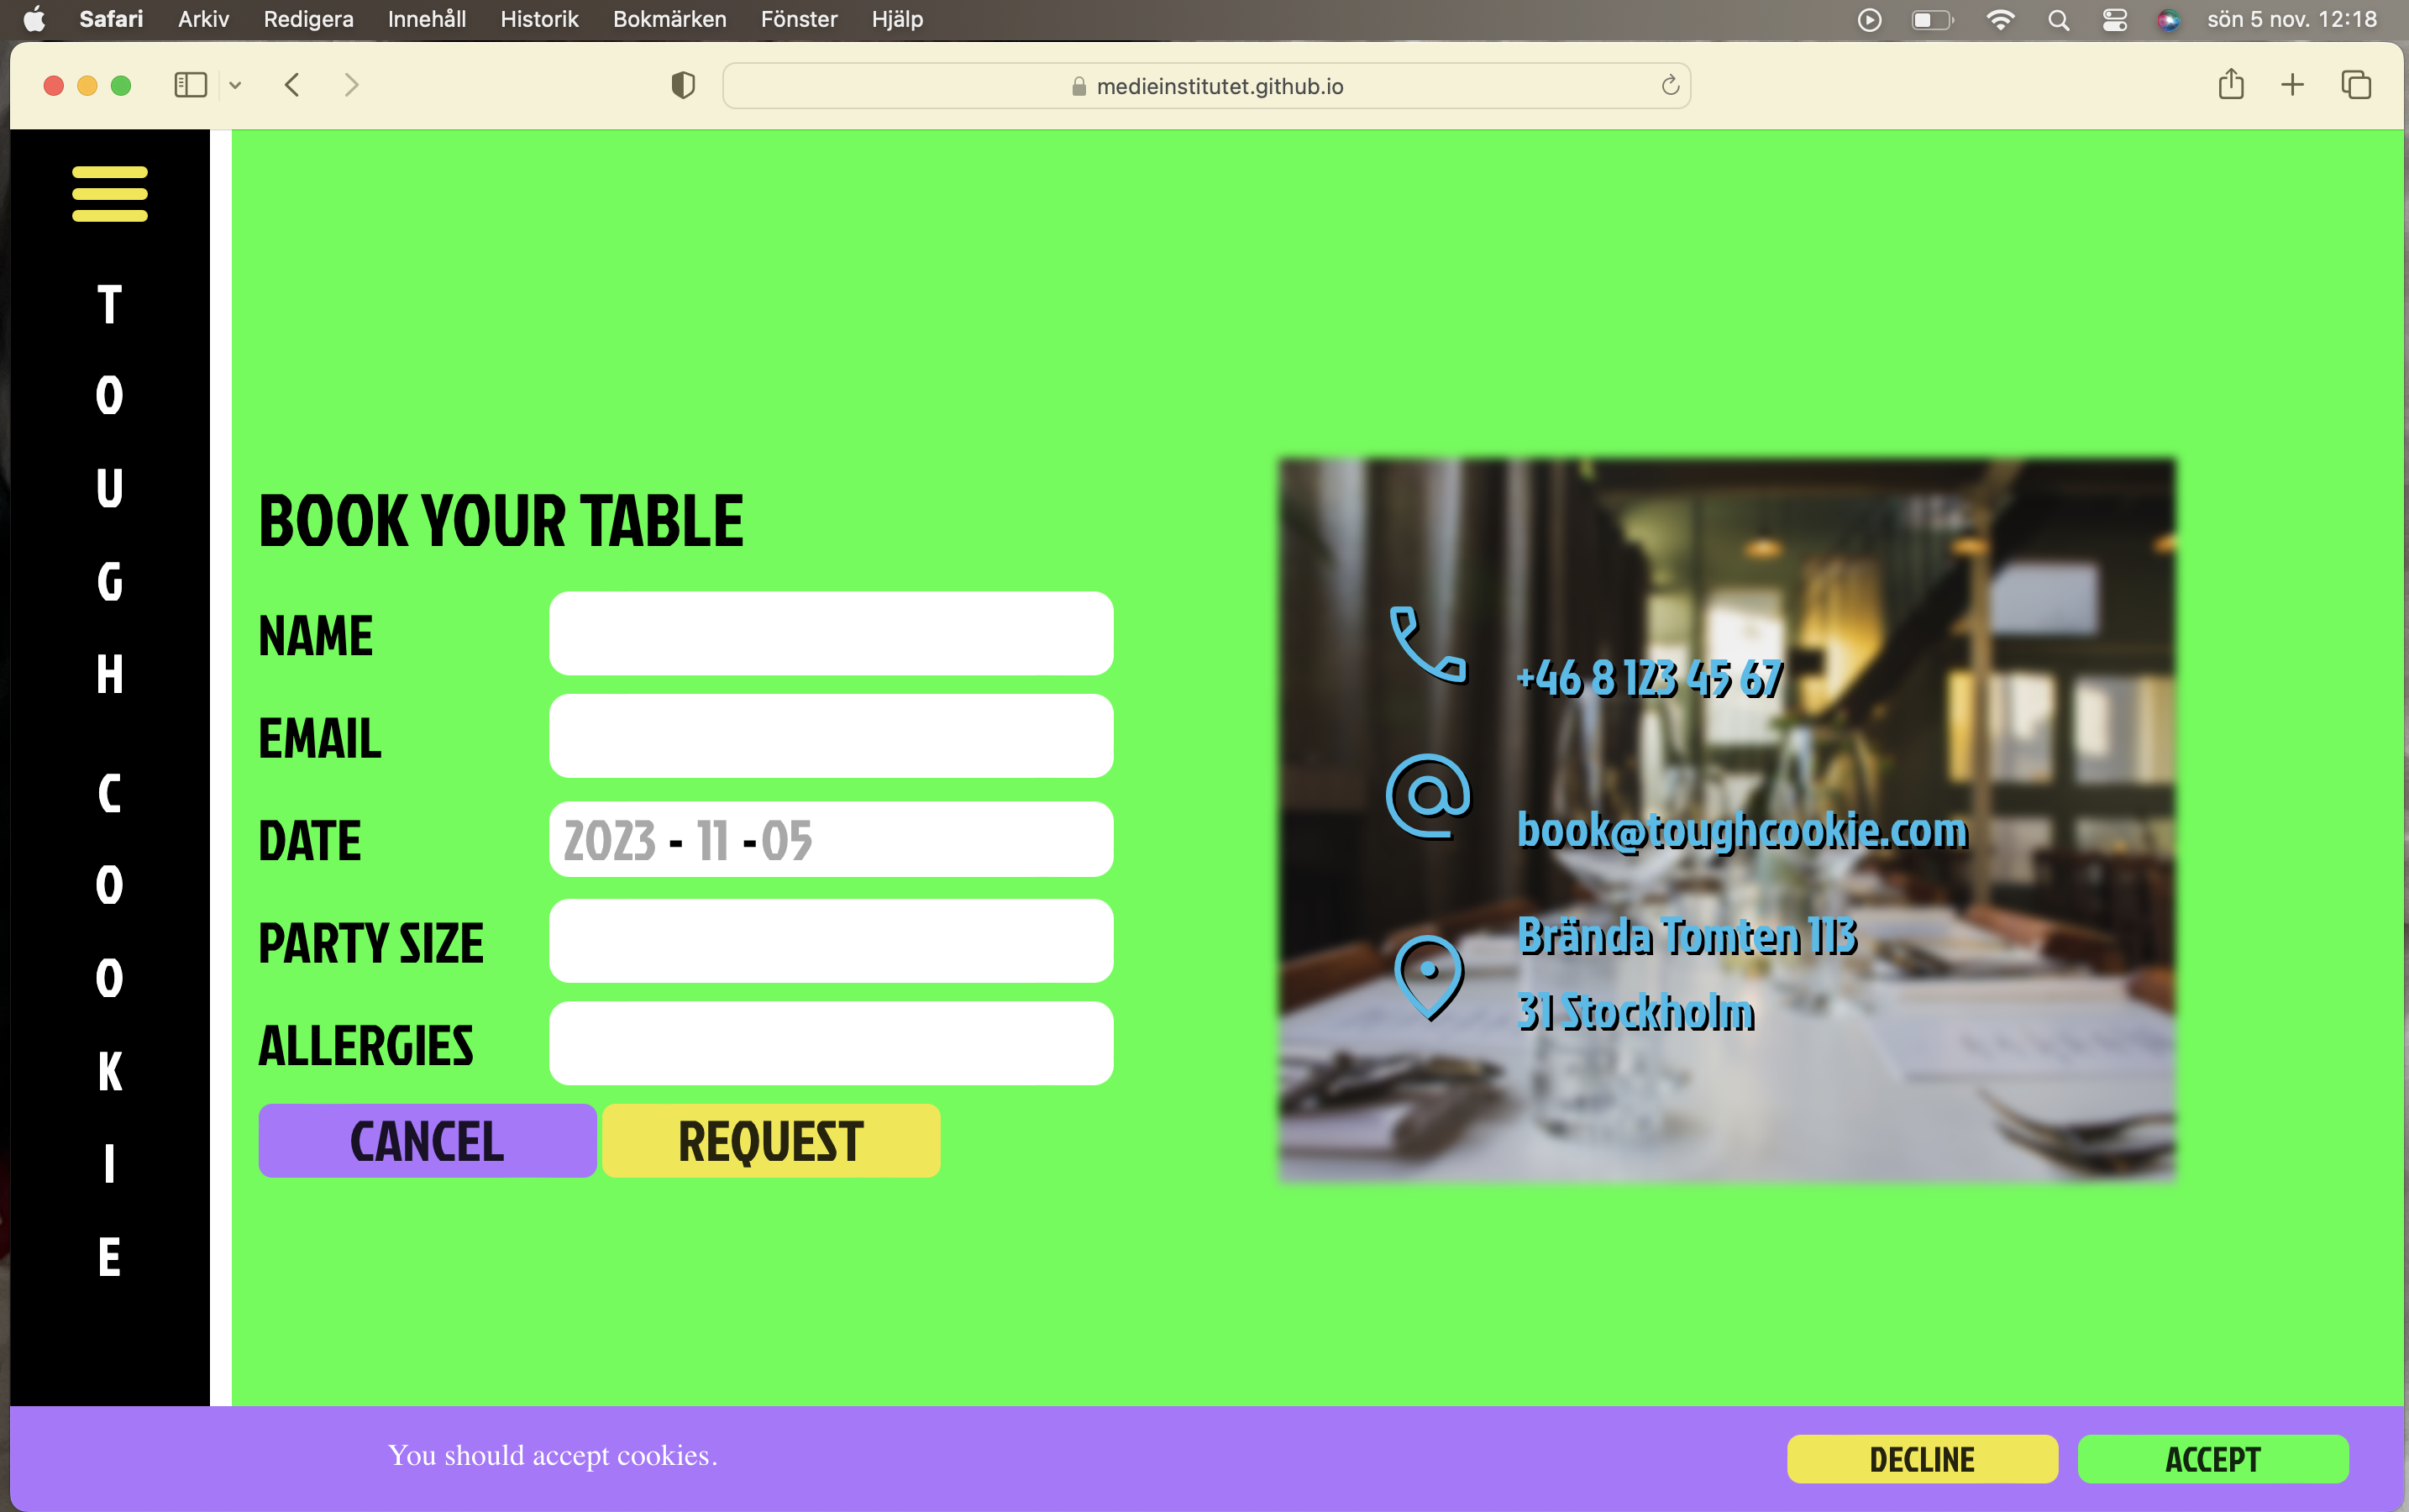 Safari Arkiv Redigera Innehåll Historik Bokmärken Fönster Hjälp sön 5 nov. 12:18
medieinstitutet.github.io
T
O
U
G
H
C
O
O
K
I
E
BOOK YOUR TABLE
NAME
EMAIL
DATE 2023 - 11 -05
PARTY SIZE
ALLERGIES
CANCEL REQUEST
+46 8 123 45 67
book@toughcookie.com
Brända Tomten 113
31 Stockholm
You should accept cookies. DECLINE ACCEPT